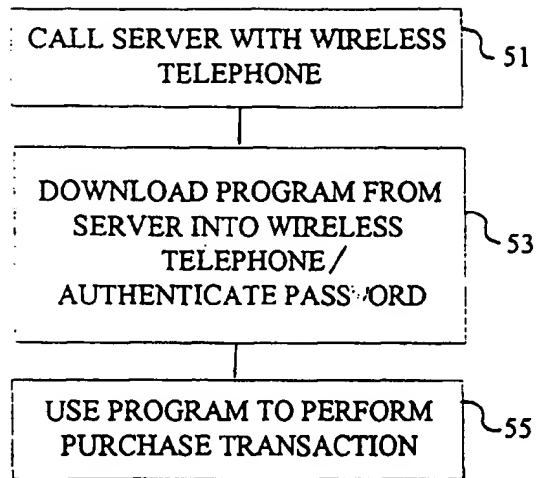 CALL SERVER WITH WIRELESS
TELEPHONE
51
DOWNLOAD PROGRAM FROM
SERVER INTO WIRELESS
TELEPHONE/
AUTHENTICATE PASSWORD
53
USE PROGRAM TO PERFORM
PURCHASE TRANSACTION
55